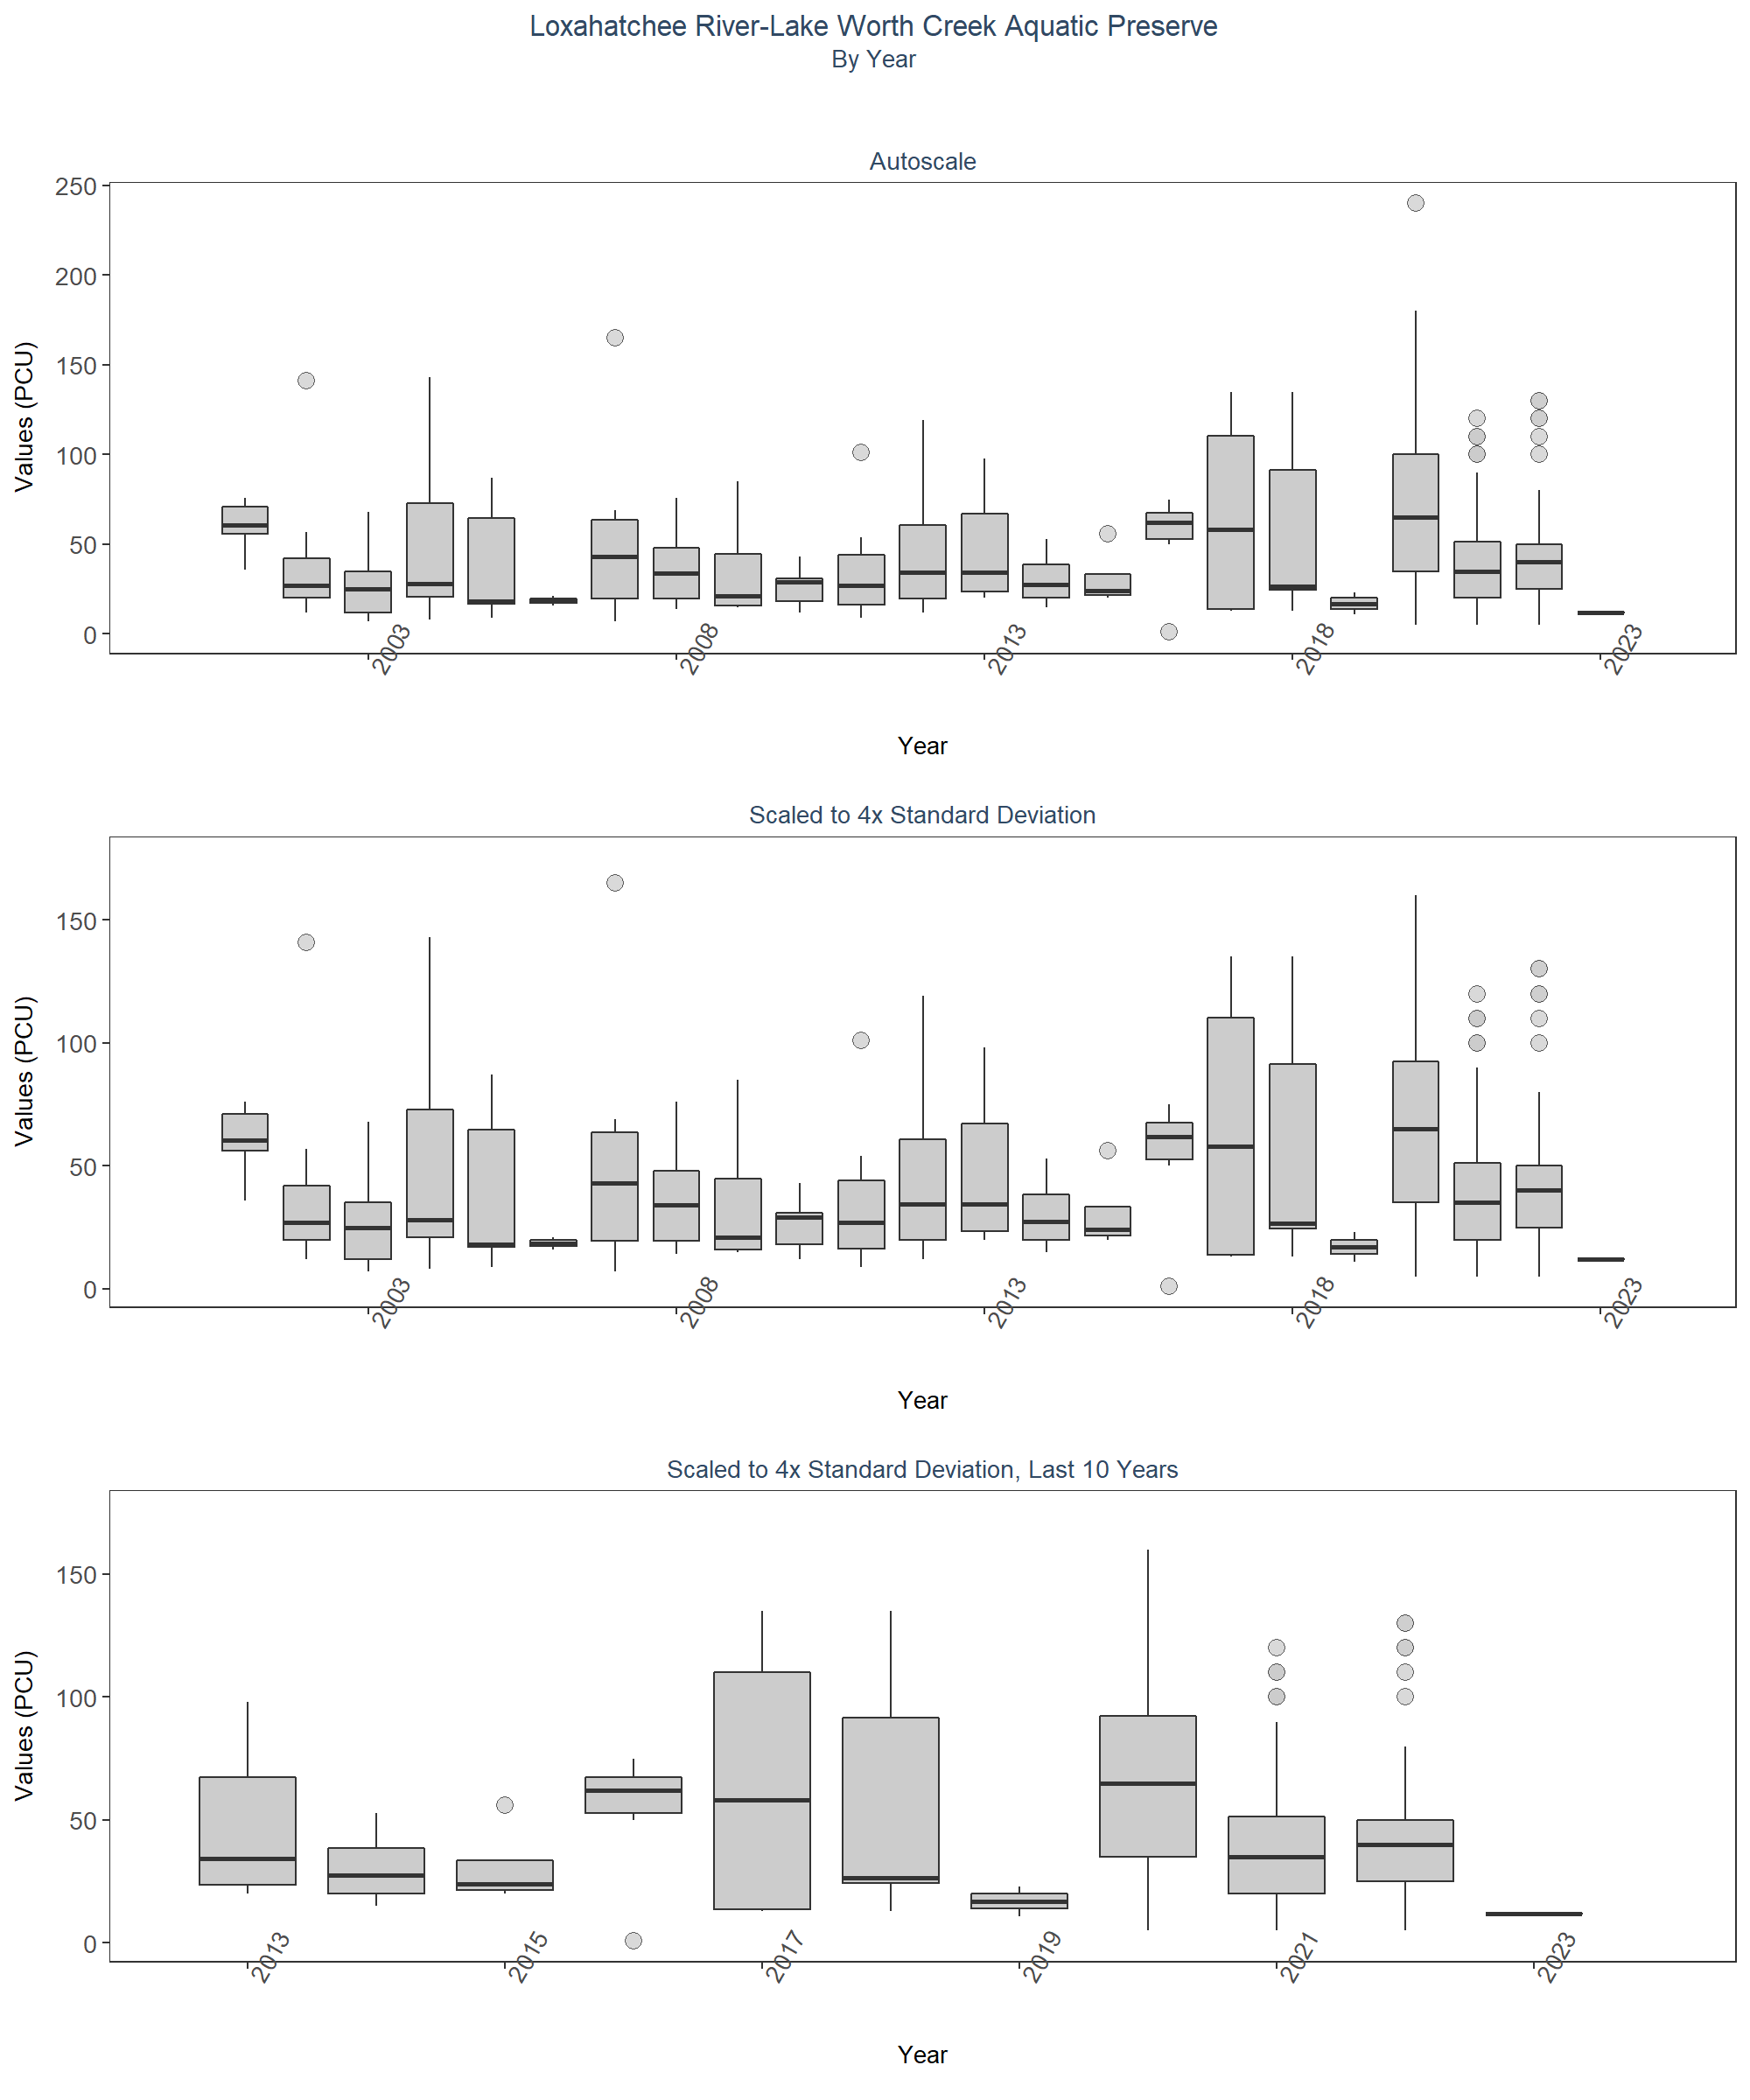 Loxahatchee River-Lake Worth Creek Aquatic Preserve
By Year
Autoscale
Values (PCU)
250
200
150
100
50
0
2003
2008
2013
2018
2023
Year
Scaled to 4x Standard Deviation
Values (PCU)
150
100
50
0
2003
2008
2013
2018
2023
Year
Scaled to 4x Standard Deviation, Last 10 Years
Values (PCU)
150
100
50
0
2013
2015
2017
2019
2021
2023
Year